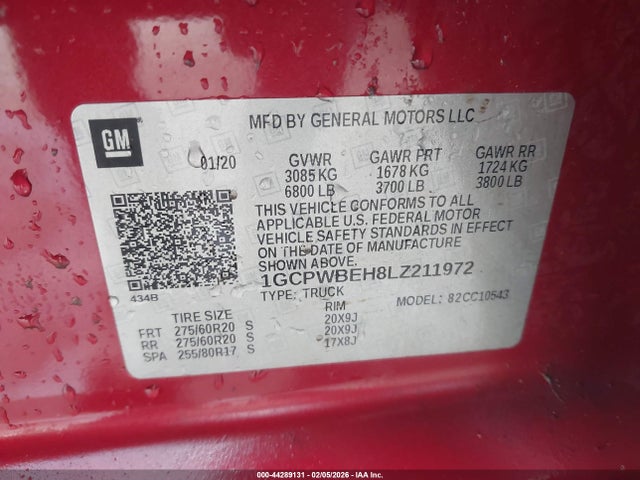 GM
MFD BY GENERAL MOTORS LLC
01/20
GVWR GAWR FRT GAWR RR
3085 KG 1678 KG 1724 KG
6800 LB 3700 LB 3800 LB
THIS VEHICLE CONFORMS TO ALL
APPLICABLE U.S. FEDERAL MOTOR
VEHICLE SAFETY STANDARDS IN EFFECT
ON THE DATE OF MANUFACTURE
SHOWN ABOVE.
1GCPWBEH8LZ211972
TYPE: TRUCK MODEL: 82CC10543
434B
TIRE SIZE RIM
FRT 275/60R20 S 20X9J
RR 275/60R20 S 20X9J
SPA 255/80R17 S 17X8J
000-44289131 - 02/05/2026 - IAA Inc.